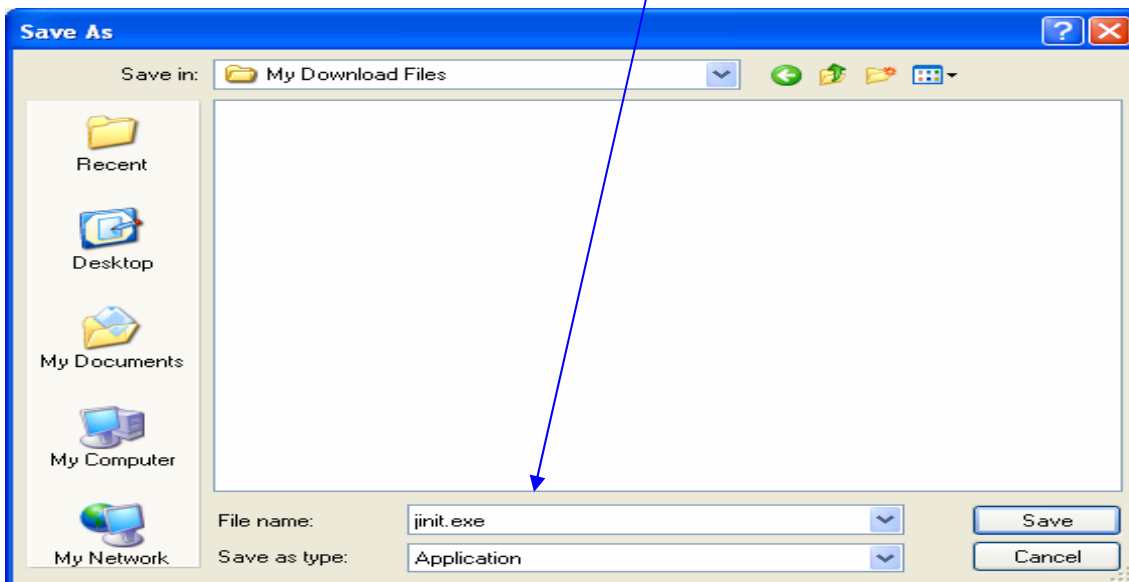 Save As
Save in: My Download Files
Recent
Desktop
My Documents
My Computer
My Network
File name: jinit.exe Save
Save as type: Application Cancel